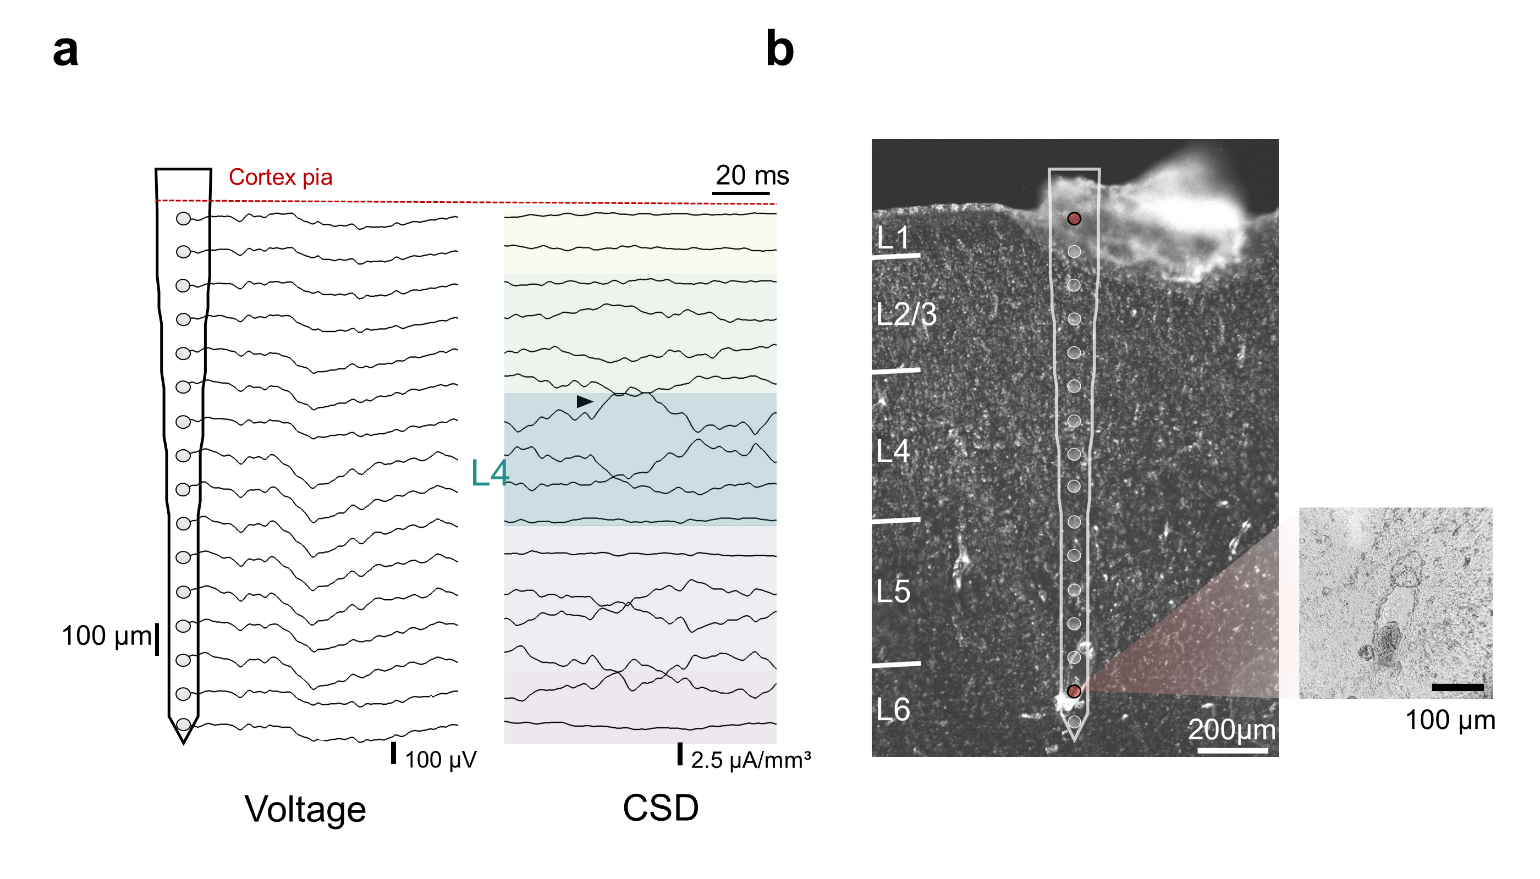 a
b
Cortex pia
20 ms
L1
L2/3
L4
L4
L5
100 µm
L6
200µm
100 µm
100 µV
2.5 µA/mm³
Voltage
CSD